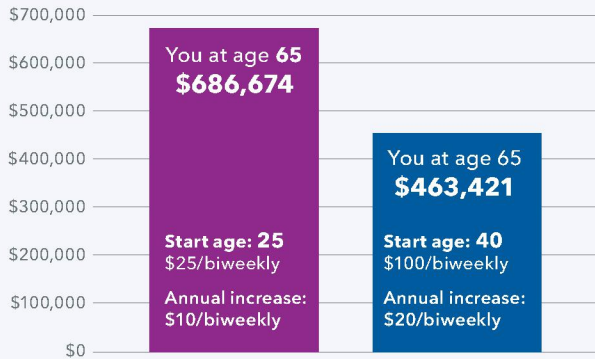 $700,000
$600,000
$500,000
$400,000
$300,000
$200,000
$100,000
$0
You at age 65
$686,674
Start age: 25
$25/biweekly
Annual increase:
$10/biweekly
You at age 65
$463,421
Start age: 40
$100/biweekly
Annual increase:
$20/biweekly